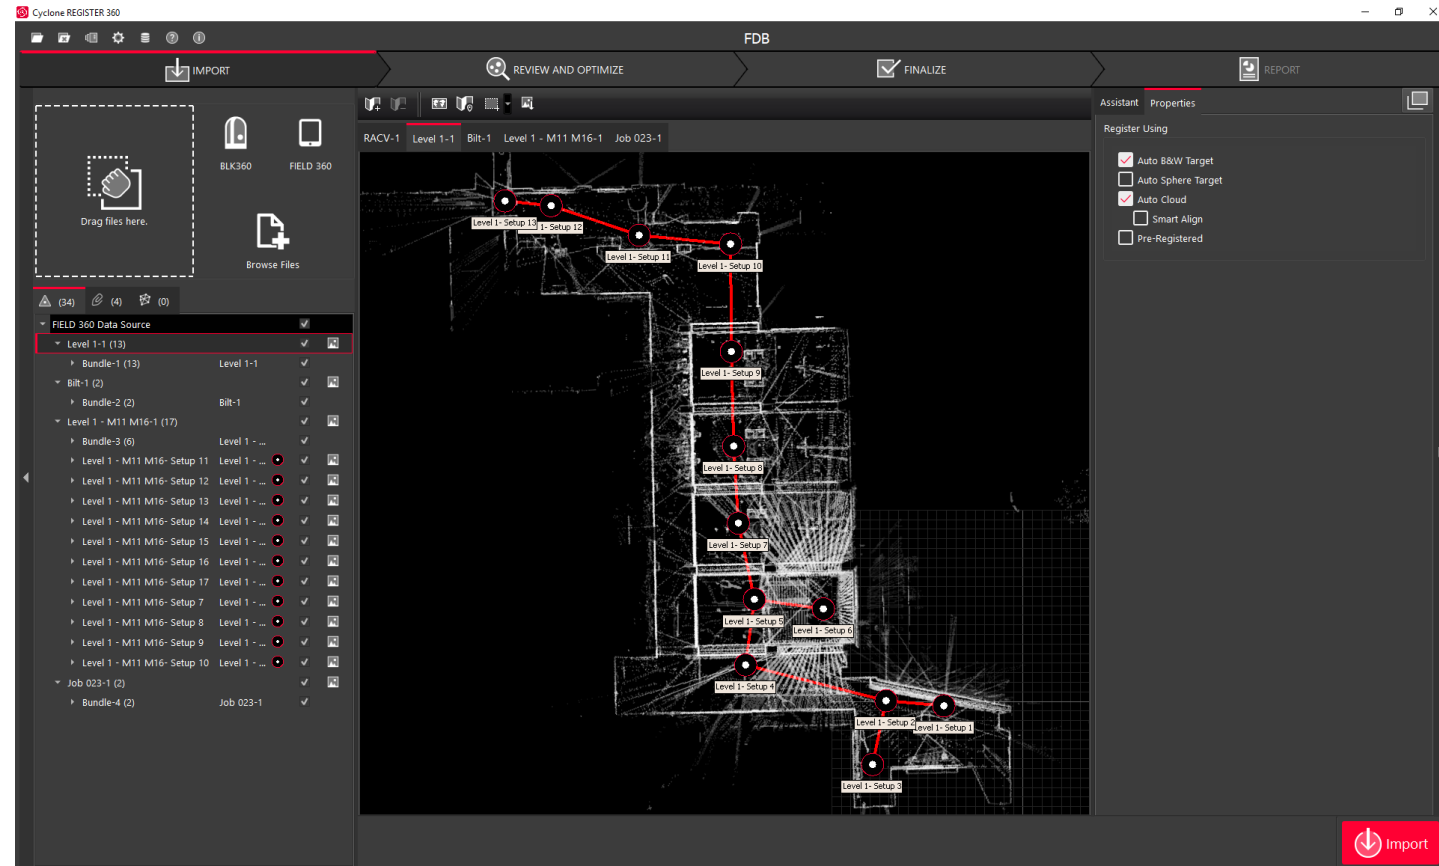 Cyclone REGISTER 360
FDB
IMPORT
REVIEW AND OPTIMIZE
FINALIZE
REPORT
Drag files here.
BLK360
FIELD 360
Browse Files
(34) (4) (0)
FIELD 360 Data Source
Level 1-1 (13)
Bundle-1 (13) Level 1-1
Bilt-1 (2)
Bundle-2 (2) Bilt-1
Level 1 - M11 M16-1 (17)
Bundle-3 (6) Level 1 - ...
Level 1 - M11 M16- Setup 11 Level 1 - ...
Level 1 - M11 M16- Setup 12 Level 1 - ...
Level 1 - M11 M16- Setup 13 Level 1 - ...
Level 1 - M11 M16- Setup 14 Level 1 - ...
Level 1 - M11 M16- Setup 15 Level 1 - ...
Level 1 - M11 M16- Setup 16 Level 1 - ...
Level 1 - M11 M16- Setup 17 Level 1 - ...
Level 1 - M11 M16- Setup 7 Level 1 - ...
Level 1 - M11 M16- Setup 8 Level 1 - ...
Level 1 - M11 M16- Setup 9 Level 1 - ...
Level 1 - M11 M16- Setup 10 Level 1 - ...
Job 023-1 (2)
Bundle-4 (2) Job 023-1
RACV-1 Level 1-1 Bilt-1 Level 1 - M11 M16-1 Job 023-1
Level 1- Setup 13
1- Setup 12
Level 1- Setup 11
Level 1- Setup 10
Level 1- Setup 9
Level 1- Setup 8
Level 1- Setup 7
Level 1- Setup 5
Level 1- Setup 6
Level 1- Setup 4
Level 1- Setup 2
Level 1- Setup 1
Level 1- Setup 3
Assistant Properties
Register Using
Auto B&W Target
Auto Sphere Target
Auto Cloud
Smart Align
Pre-Registered
Import